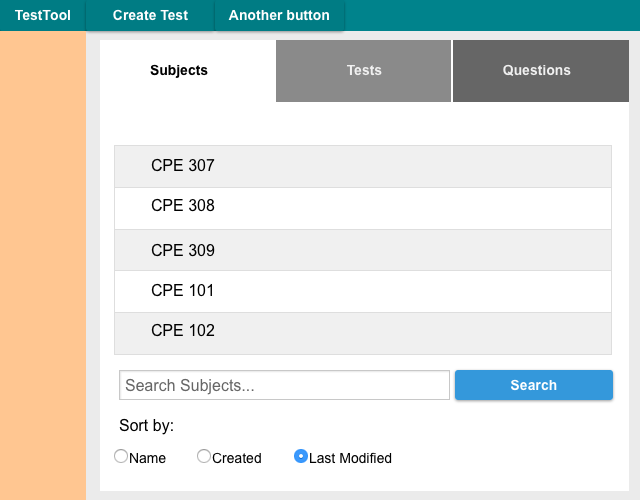 TestTool Create Test Another button
Subjects Tests Questions
CPE 307
CPE 308
CPE 309
CPE 101
CPE 102
Search Subjects... Search
Sort by:
Name Created Last Modified